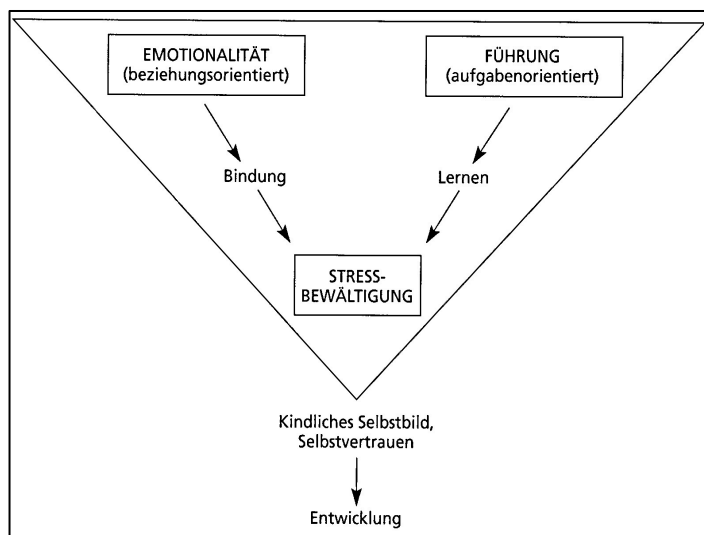 EMOTIONALITÄT
(beziehungsorientiert)
FÜHRUNG
(aufgabenorientiert)
Bindung
Lernen
STRESS-
BEWÄLTIGUNG
Kindliches Selbstbild,
Selbstvertrauen
Entwicklung